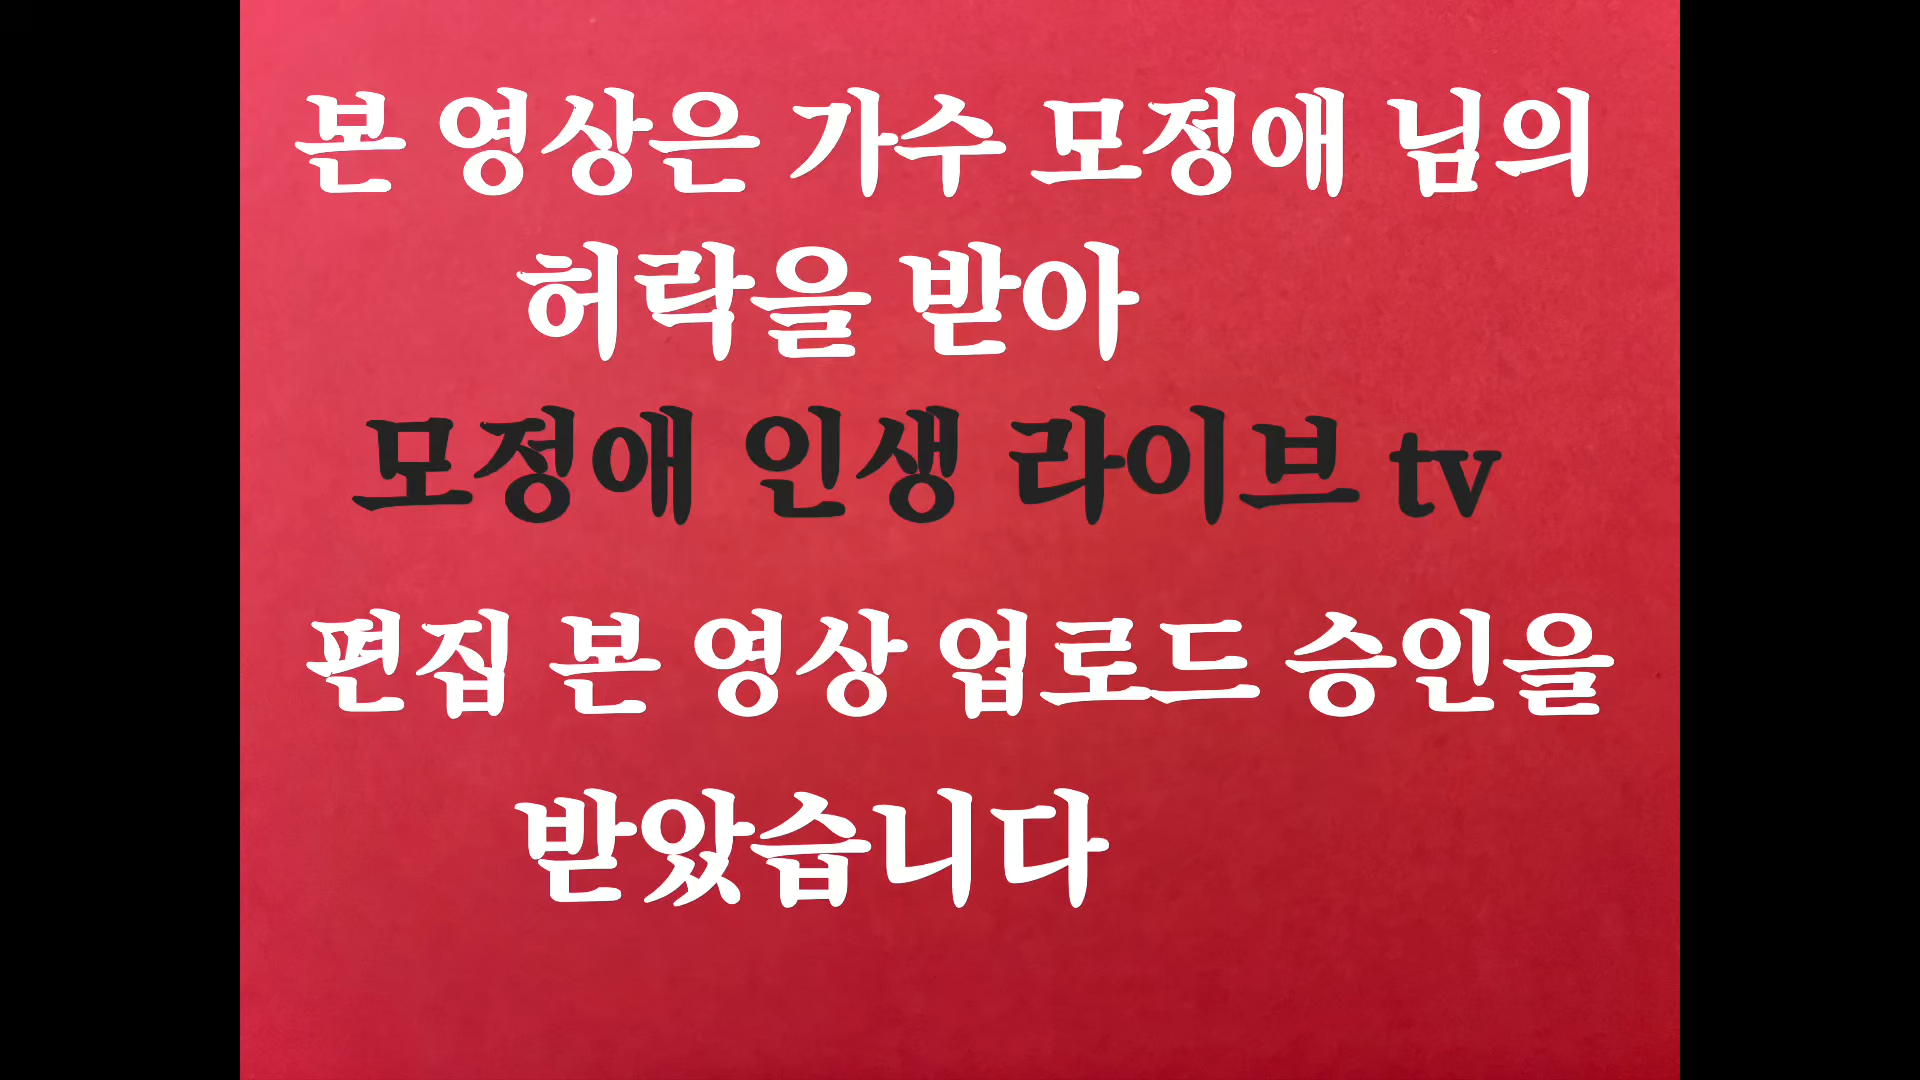 본 영상은 가수 모정애 님의
허락을 받아
모정애 인생 라이브 tv
편집 본 영상 업로드 승인을
받았습니다